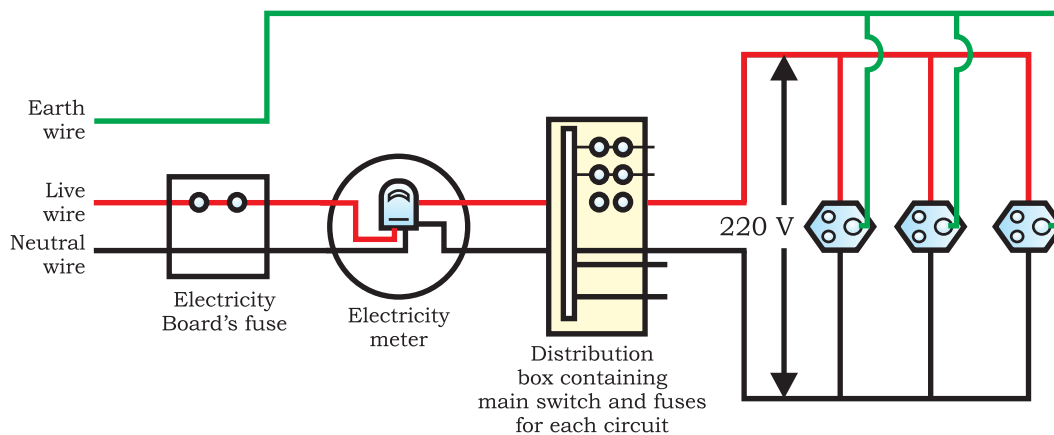 Earth
wire
Live
wire
Neutral
wire
Electricity
Board's fuse
Electricity
meter
Distribution
box containing
main switch and fuses
for each circuit
220 V